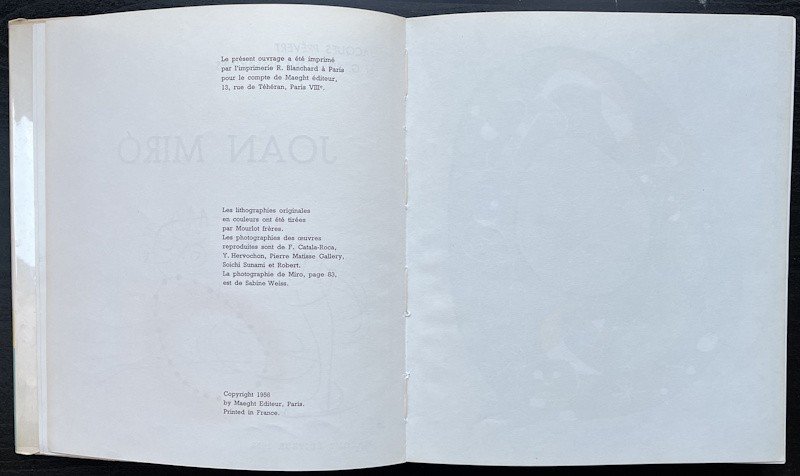 Le présent ouvrage a été imprimé
par l'imprimerie E. Blanchard à Paris
pour le compte de Maeght éditeur,
13, rue de Téhéran, Paris VIIIe.
JOAN MIRÓ
Les lithographies originales
en couleurs ont été tirées
par Mourlot frères.
Les photographies des œuvres
reproduites sont de F. Catala-Roca,
Y. Hervochon, Pierre Matisse Gallery,
Soichi Sunami et Robert.
La photographie de Miro, page 83,
est de Sabine Weiss.
Copyright 1956
by Maeght Editeur, Paris.
Printed in France.